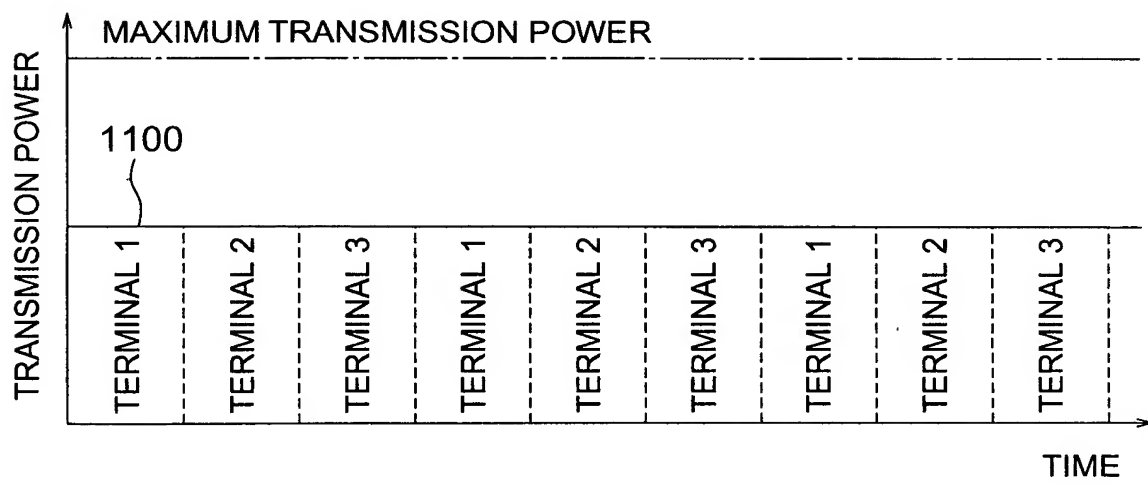 MAXIMUM TRANSMISSION POWER
TRANSMISSION POWER
1100
TERMINAL 1
TERMINAL 2
TERMINAL 3
TERMINAL 1
TERMINAL 2
TERMINAL 3
TERMINAL 1
TERMINAL 2
TERMINAL 3
TIME